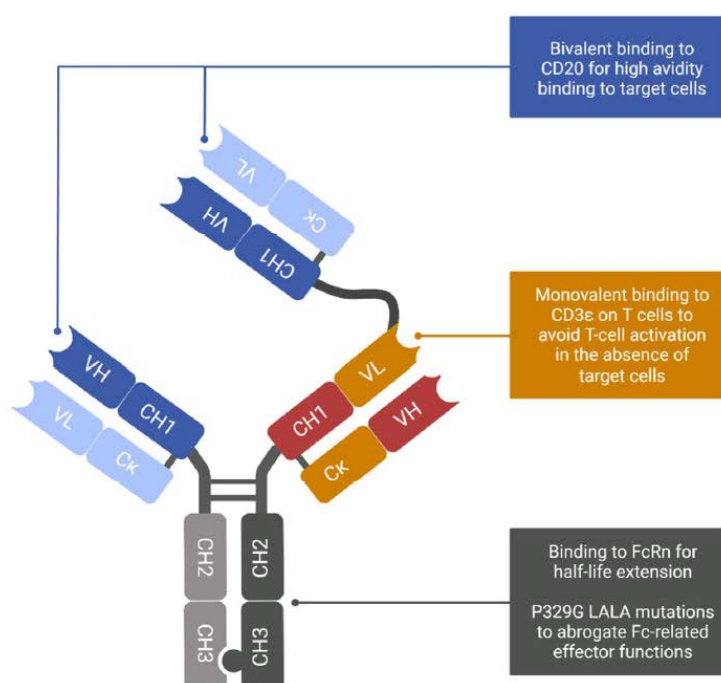 Bivalent binding to
CD20 for high avidity
binding to target cells
VL
Cκ
VH
CH1
Monovalent binding to
CD3ε on T cells to
avoid T-cell activation
in the absence of
target cells
VH
CH1
VL
Cκ
VL
CH1
VH
Cκ
CH2
CH2
CH3
CH3
Binding to FcRn for
half-life extension
P329G LALA mutations
to abrogate Fc-related
effector functions